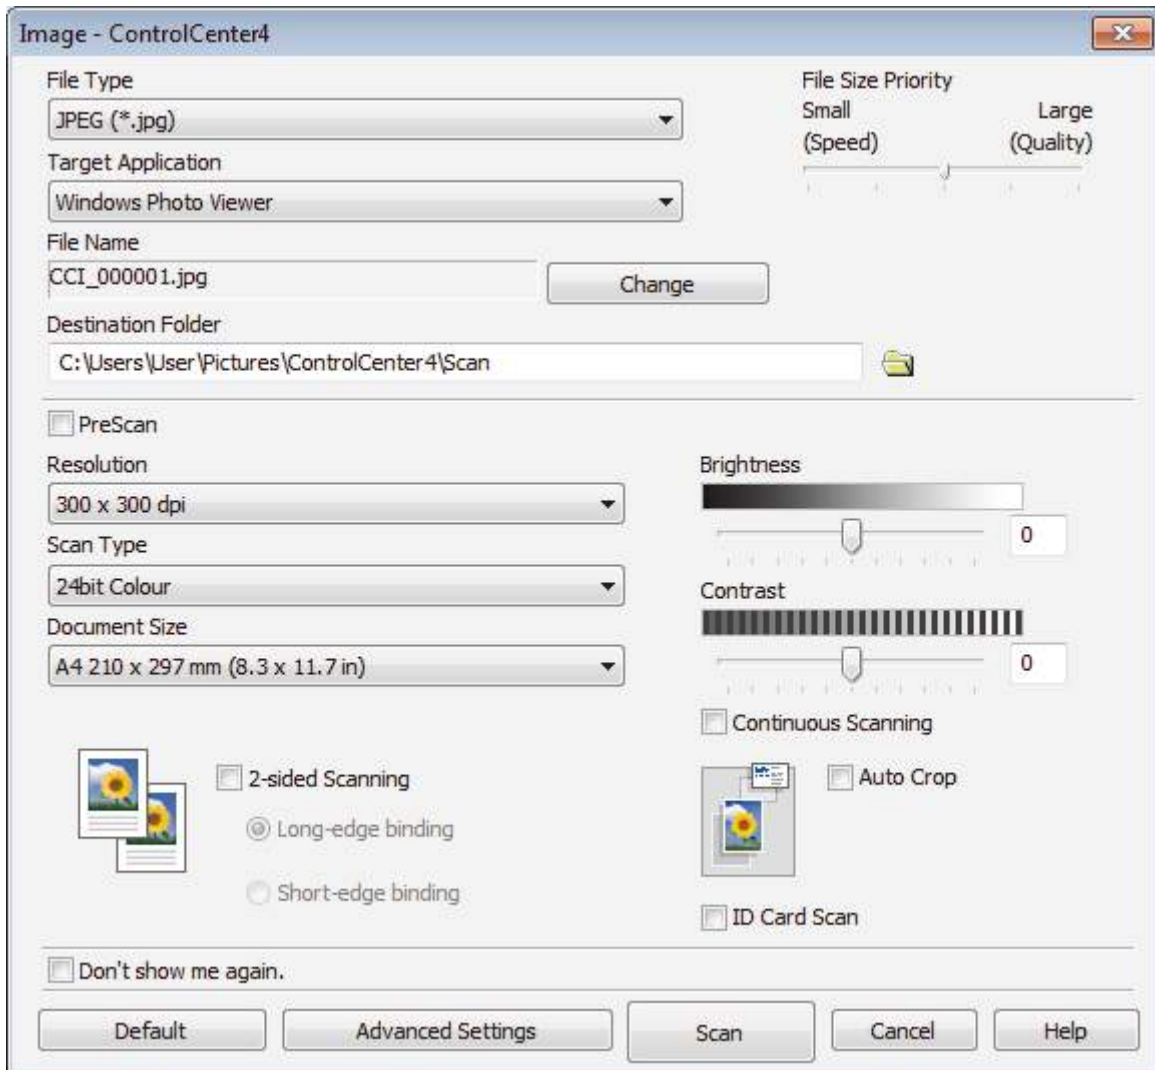 Image - ControlCenter4
File Type
JPEG (*.jpg)
Target Application
Windows Photo Viewer
File Name
CCI_000001.jpg
Change
Destination Folder
C:\Users\User\Pictures\ControlCenter4\Scan
File Size Priority
Small Large
(Speed) (Quality)
PreScan
Resolution
300 x 300 dpi
Scan Type
24bit Colour
Document Size
A4 210 x 297 mm (8.3 x 11.7 in)
Brightness
0
Contrast
0
2-sided Scanning
Long-edge binding
Short-edge binding
Continuous Scanning
Auto Crop
ID Card Scan
Don't show me again.
Default Advanced Settings Scan Cancel Help